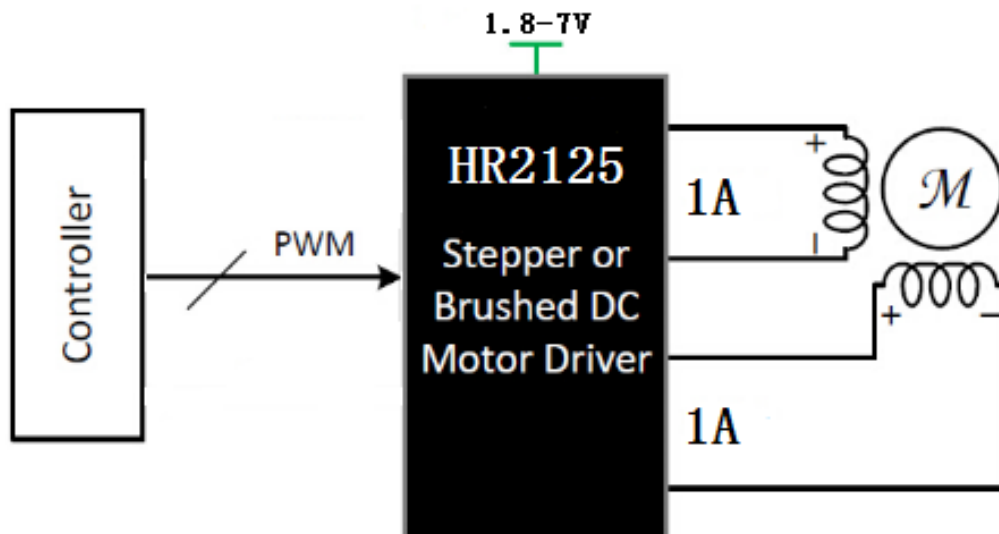 1.8-7V
Controller
PWM
HR2125
Stepper or
Brushed DC
Motor Driver
1A
+
-
M
+
-
1A